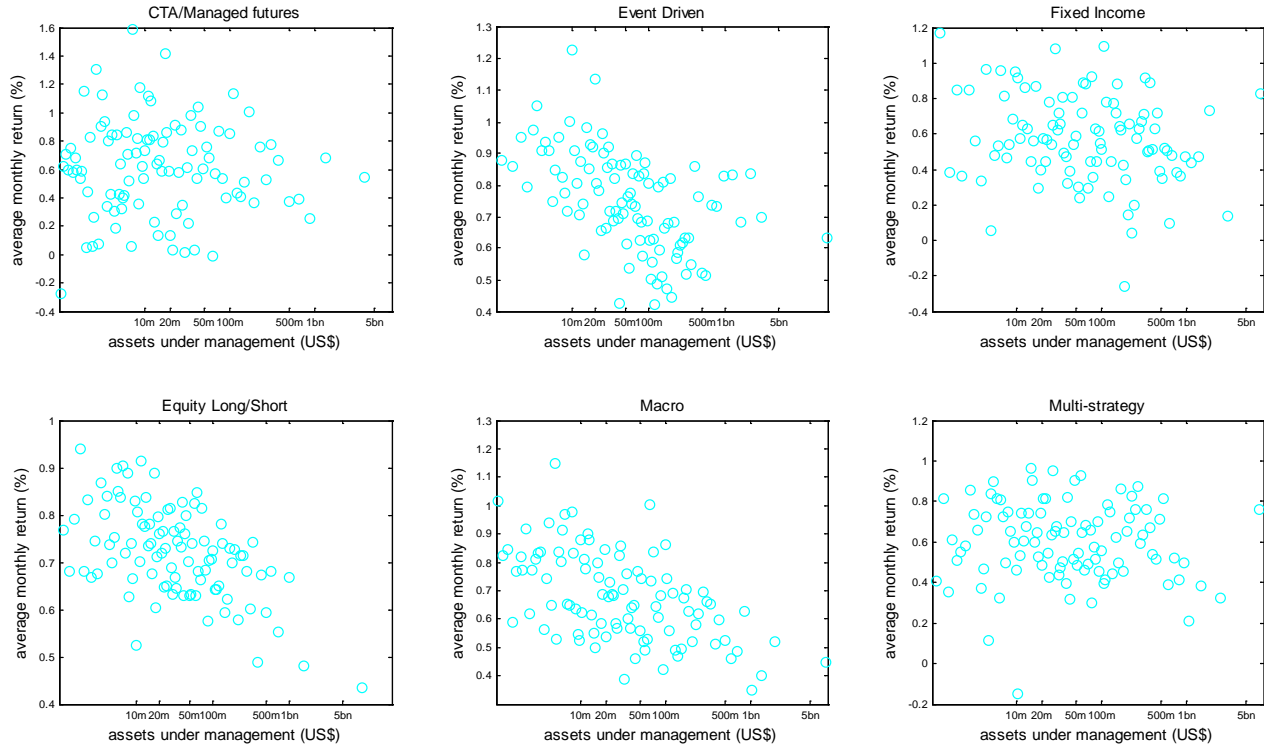 CTA/Managed futures
1.6
1.4
1.2
1
0.8
0.6
0.4
0.2
0
-0.2
-0.4
average monthly return (%)
10m 20m 50m 100m 500m 1bn 5bn
assets under management (US$)
Event Driven
1.3
1.2
1.1
1
0.9
0.8
0.7
0.6
0.5
0.4
average monthly return (%)
10m 20m 50m 100m 500m 1bn 5bn
assets under management (US$)
Fixed Income
1.2
1
0.8
0.6
0.4
0.2
0
-0.2
-0.4
average monthly return (%)
10m 20m 50m 100m 500m 1bn 5bn
assets under management (US$)
Equity Long/Short
1
0.9
0.8
0.7
0.6
0.5
0.4
average monthly return (%)
10m 20m 50m 100m 500m 1bn 5bn
assets under management (US$)
Macro
1.3
1.2
1.1
1
0.9
0.8
0.7
0.6
0.5
0.4
average monthly return (%)
10m 20m 50m 100m 500m 1bn 5bn
assets under management (US$)
Multi-strategy
1.2
1
0.8
0.6
0.4
0.2
0
-0.2
average monthly return (%)
10m 20m 50m 100m 500m 1bn 5bn
assets under management (US$)